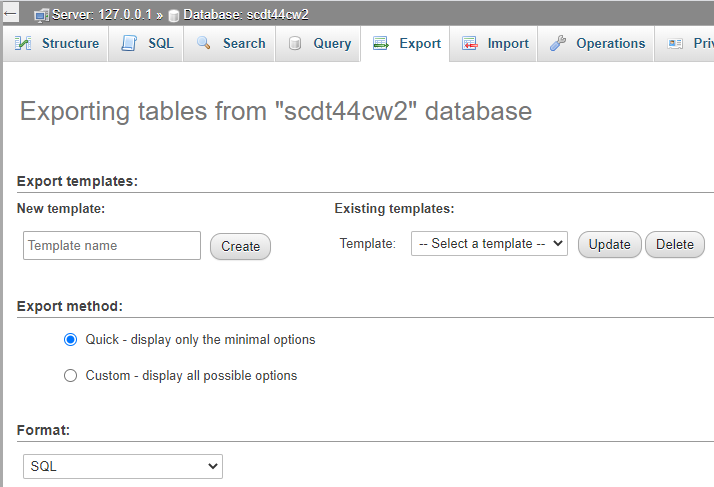 Server: 127.0.0.1 » Database: scdt44cw2
Structure SQL Search Query Export Import Operations
Exporting tables from "scdt44cw2" database
Export templates:
New template: Existing templates:
Template name Create Template: -- Select a template -- Update Delete
Export method:
Quick - display only the minimal options
Custom - display all possible options
Format:
SQL